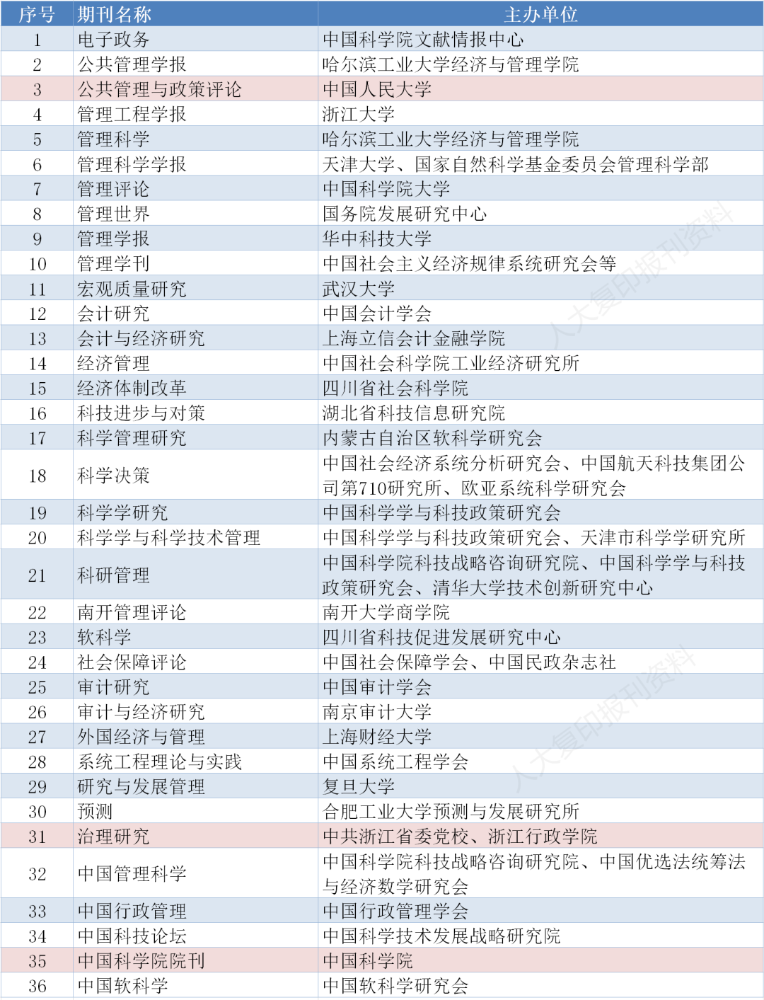 序号 期刊名称 主办单位
1 电子政务 中国科学院文献情报中心
2 公共管理学报 哈尔滨工业大学经济与管理学院
3 公共管理与政策评论 中国人民大学
4 管理工程学报 浙江大学
5 管理科学 哈尔滨工业大学经济与管理学院
6 管理科学学报 天津大学、国家自然科学基金委员会管理科学部
7 管理评论 中国科学院大学
8 管理世界 国务院发展研究中心
9 管理学报 华中科技大学
10 管理学刊 中国社会主义经济规律系统研究会等
11 宏观质量研究 武汉大学
12 会计研究 中国会计学会
13 会计与经济研究 上海立信会计金融学院
14 经济管理 中国社会科学院工业经济研究所
15 经济体制改革 四川省社会科学院
16 科技进步与对策 湖北省科技信息研究院
17 科学管理研究 内蒙古自治区软科学研究会
18 科学决策 中国社会经济系统分析研究会、中国航天科技集团公
司第710研究所、欧亚系统科学研究会
19 科学学研究 中国科学学与科技政策研究会
20 科学学与科学技术管理 中国科学学与科技政策研究会、天津市科学学研究所
21 科研管理 中国科学院科技战略咨询研究院、中国科学学与科技
政策研究会、清华大学技术创新研究中心
22 南开管理评论 南开大学商学院
23 软科学 四川省科技促进发展研究中心
24 社会保障评论 中国社会保障学会、中国民政杂志社
25 审计研究 中国审计学会
26 审计与经济研究 南京审计大学
27 外国经济与管理 上海财经大学
28 系统工程理论与实践 中国系统工程学会
29 研究与发展管理 复旦大学
30 预测 合肥工业大学预测与发展研究所
31 治理研究 中共浙江省委党校、浙江行政学院
32 中国管理科学 中国科学院科技战略咨询研究院、中国优选法统筹法
与经济数学研究会
33 中国行政管理 中国行政管理学会
34 中国科技论坛 中国科学技术发展战略研究院
35 中国科学院院刊 中国科学院
36 中国软科学 中国软科学研究会
人大复印报刊资料
人大复印报刊资料